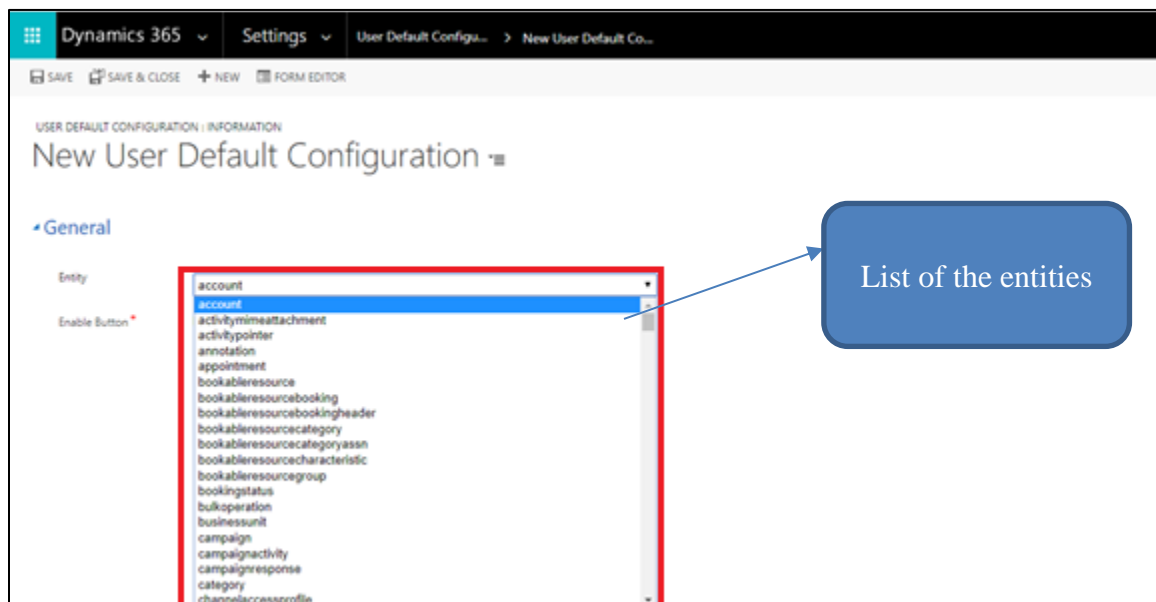 Dynamics 365 Settings User Default Configu... > New User Default Co...
SAVE SAVE & CLOSE + NEW FORM EDITOR
USER DEFAULT CONFIGURATION : INFORMATION
New User Default Configuration
General
Entity
account
Enable Button *
account
activitymimeattachment
activitypointer
annotation
appointment
bookableresource
bookableresourcebooking
bookableresourcebookingheader
bookableresourcecategory
bookableresourcecategoryassn
bookableresourcecharacteristic
bookableresourcegroup
bookingstatus
bulkoperation
businessunit
campaign
campaignactivity
campaignresponse
category
channelaccessprofile
List of the entities